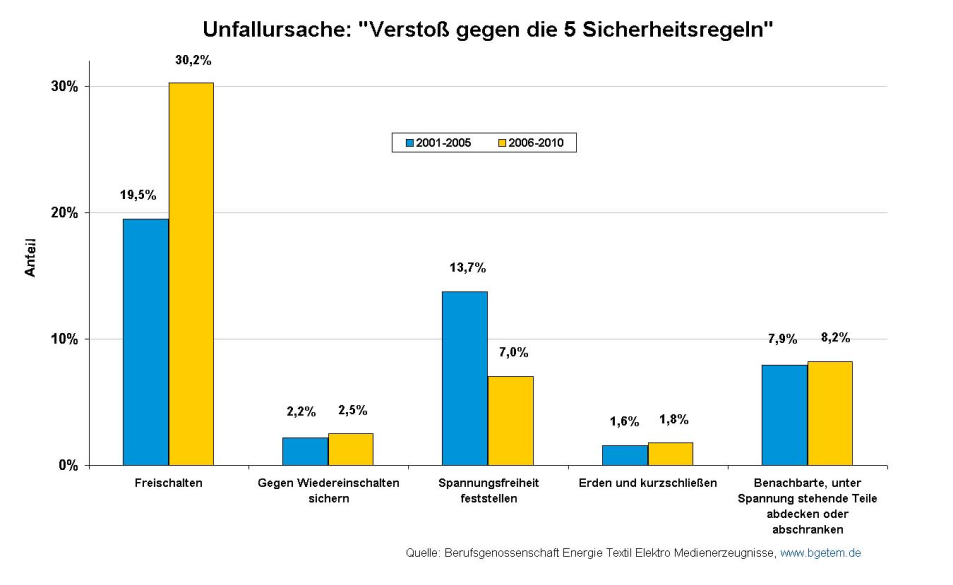 Unfallursache: "Verstoß gegen die 5 Sicherheitsregeln"
30,2%
30%
2001-2005 2006-2010
19,5%
20%
Anteil
13,7%
10%
7,0%
7,9%
8,2%
2,2%
2,5%
1,6%
1,8%
0%
Freischalten
Gegen Wiedereinschalten
sichern
Spannungsfreiheit
feststellen
Erden und kurzschließen
Benachbarte, unter
Spannung stehende Teile
abdecken oder
abschranken
Quelle: Berufsgenossenschaft Energie Textil Elektro Medienerzeugnisse, www.bgetem.de